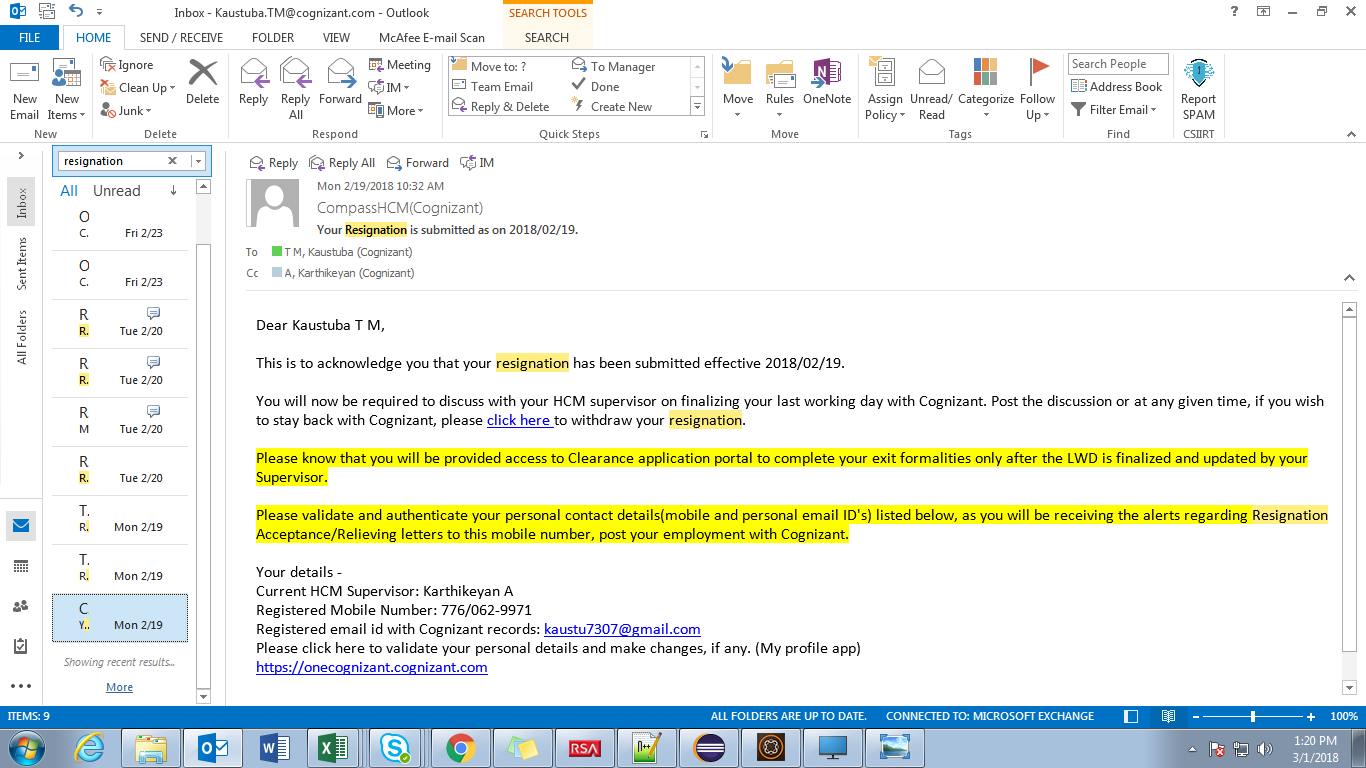 Inbox - Kaustuba.TM@cognizant.com - Outlook
SEARCH TOOLS
FILE HOME SEND / RECEIVE FOLDER VIEW McAfee E-mail Scan SEARCH
New Email
New Items
Ignore
Clean Up
Junk
Delete
Reply
Reply All
Forward
Meeting
IM
More
Move to: ?
Team Email
Reply & Delete
To Manager
Done
Create New
Move
Rules
OneNote
Assign Policy
Unread/ Read
Categorize
Follow Up
Search People
Address Book
Filter Email
Report SPAM
New Delete Respond Quick Steps Move Tags Find CSIIRT
Inbox
Sent Items
All Folders
resignation
All Unread
O
C. Fri 2/23
O
C. Fri 2/23
R
R. Tue 2/20
R
R. Tue 2/20
R
M Tue 2/20
R
R. Tue 2/20
T.
R. Mon 2/19
T.
R. Mon 2/19
C
Y.. Mon 2/19
Showing recent results...
More
Reply Reply All Forward IM
Mon 2/19/2018 10:32 AM
CompassHCM(Cognizant)
Your Resignation is submitted as on 2018/02/19.
To T M, Kaustuba (Cognizant)
Cc A, Karthikeyan (Cognizant)
Dear Kaustuba T M,
This is to acknowledge you that your resignation has been submitted effective 2018/02/19.
You will now be required to discuss with your HCM supervisor on finalizing your last working day with Cognizant. Post the discussion or at any given time, if you wish
to stay back with Cognizant, please click here to withdraw your resignation.
Please know that you will be provided access to Clearance application portal to complete your exit formalities only after the LWD is finalized and updated by your
Supervisor.
Please validate and authenticate your personal contact details(mobile and personal email ID's) listed below, as you will be receiving the alerts regarding Resignation
Acceptance/Relieving letters to this mobile number, post your employment with Cognizant.
Your details -
Current HCM Supervisor: Karthikeyan A
Registered Mobile Number: 776/062-9971
Registered email id with Cognizant records: kaustu7307@gmail.com
Please click here to validate your personal details and make changes, if any. (My profile app)
https://onecognizant.cognizant.com
ITEMS: 9
ALL FOLDERS ARE UP TO DATE. CONNECTED TO: MICROSOFT EXCHANGE 100%
RSA
1:20 PM
3/1/2018